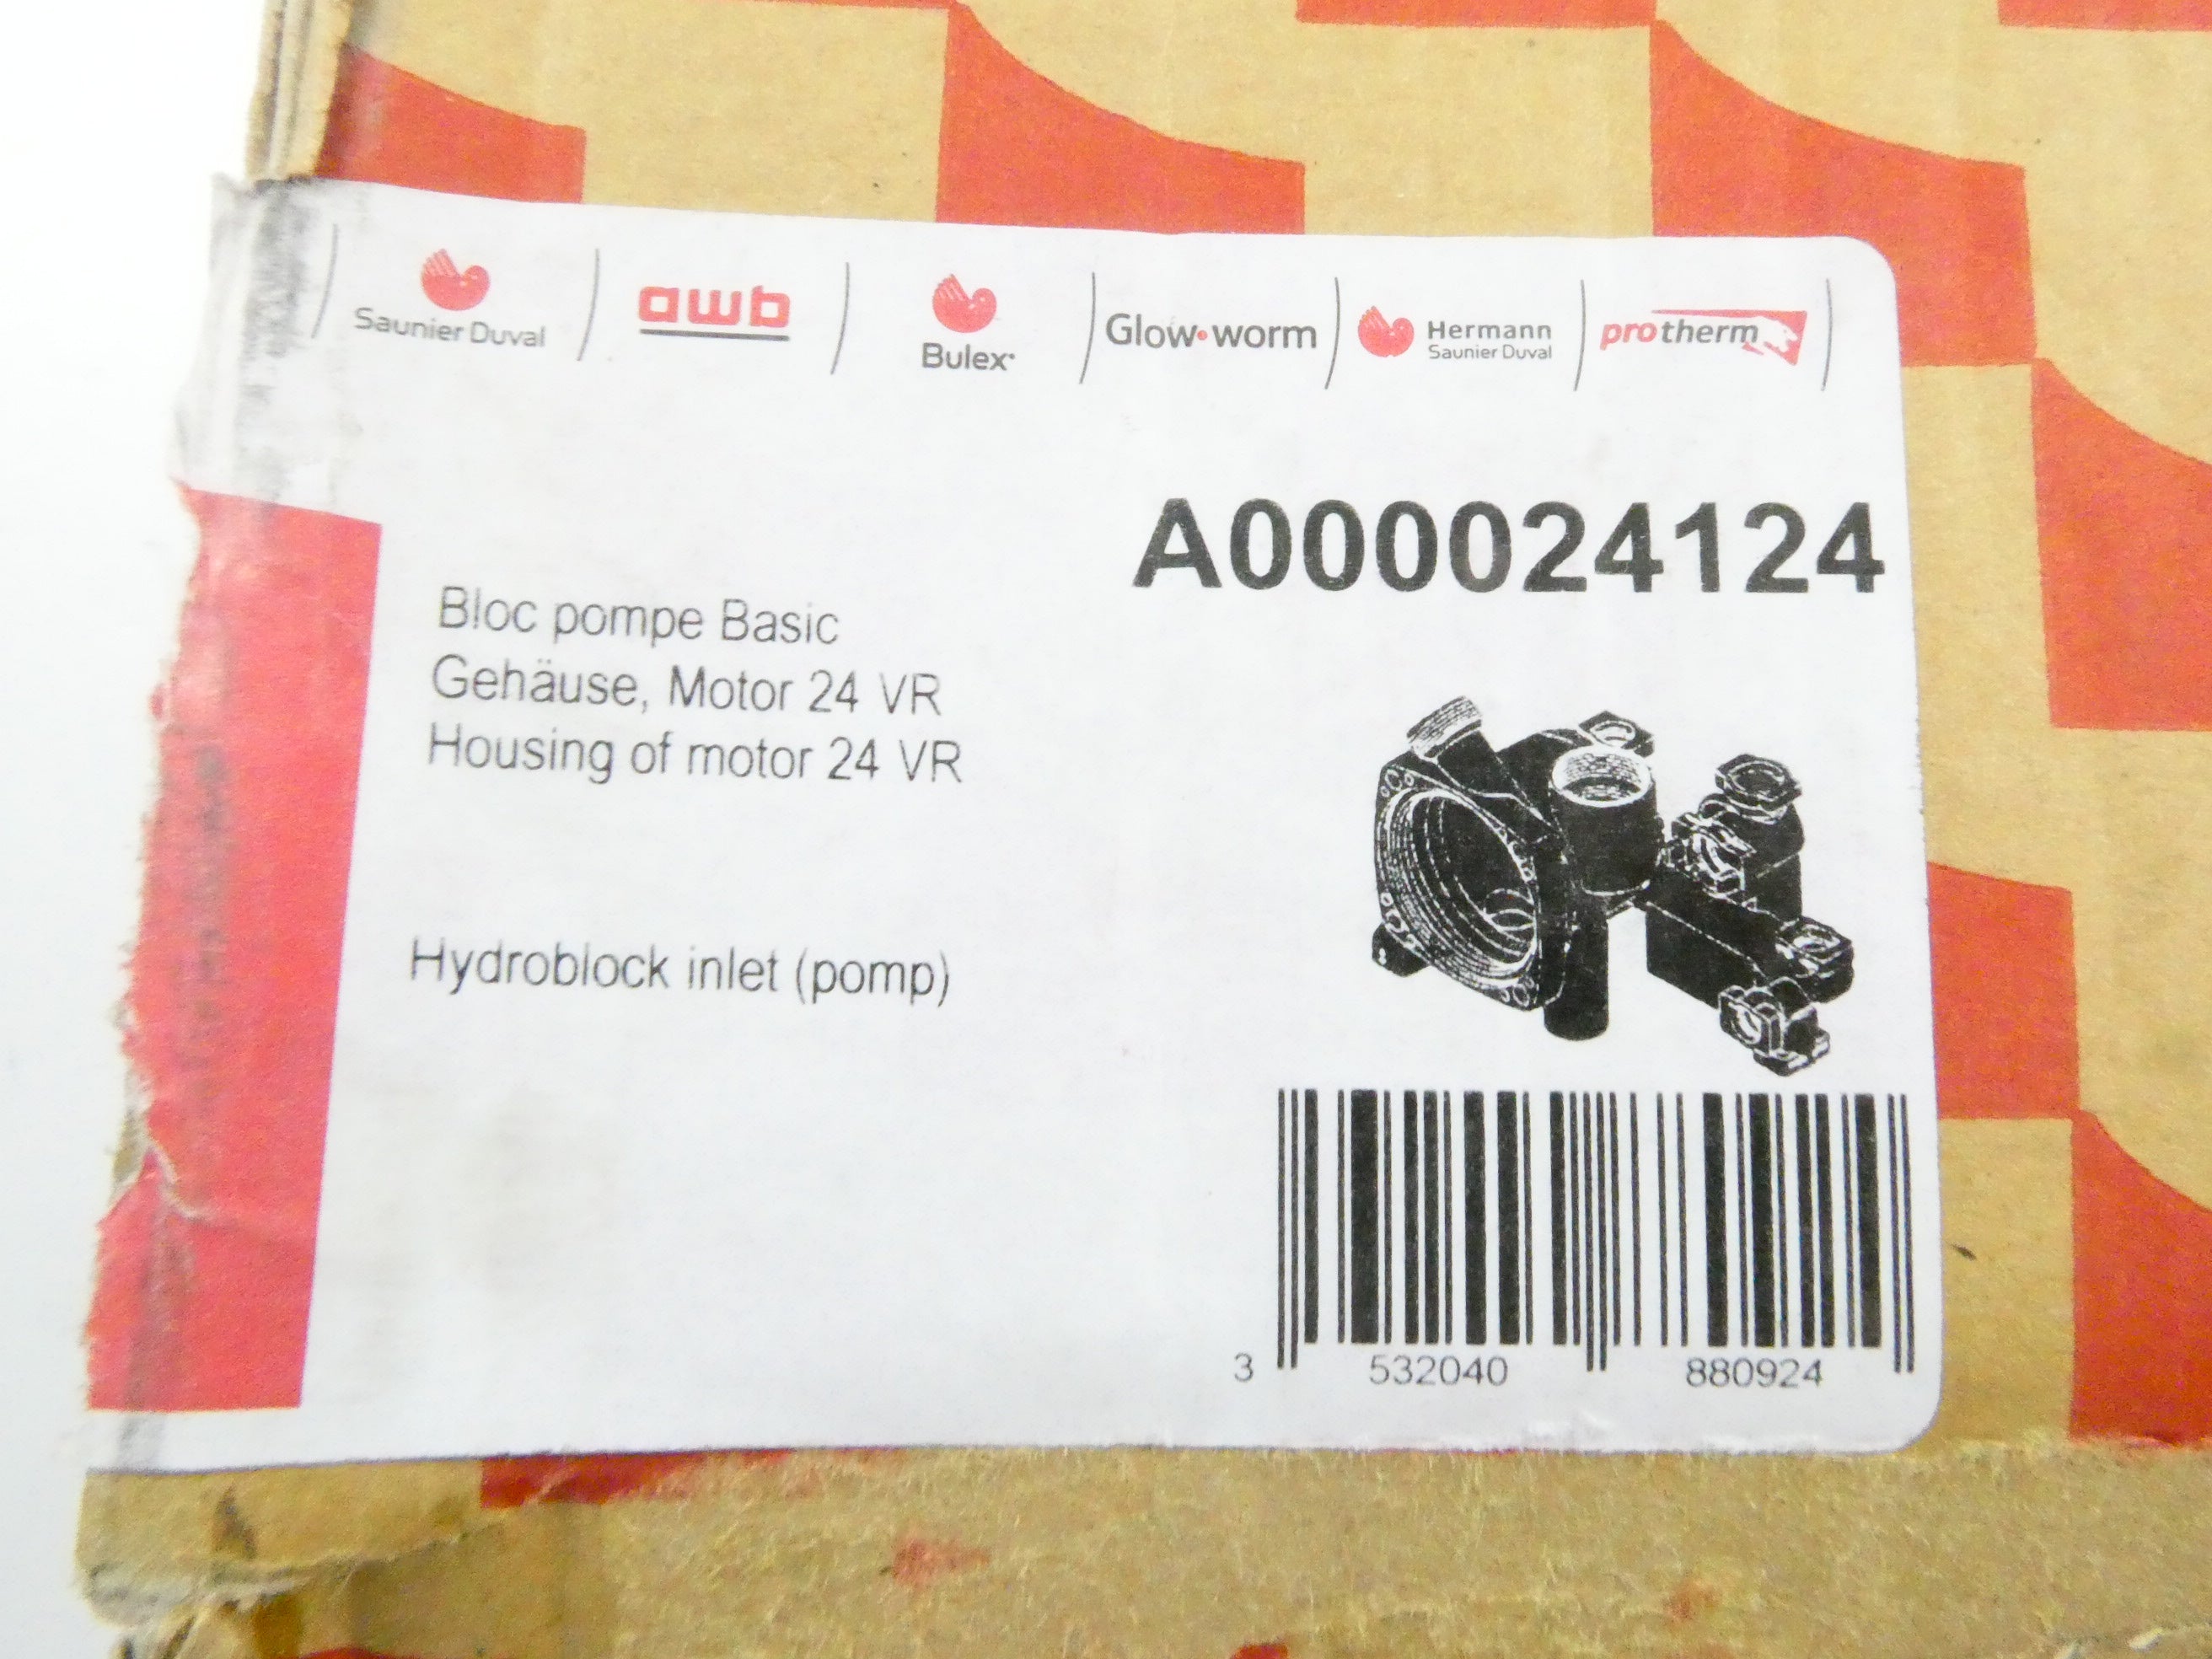 Saunier Duval awb Bulex Glow•worm Hermann Saunier Duval protherm
A000024124
Bloc pompe Basic
Gehäuse, Motor 24 VR
Housing of motor 24 VR
Hydroblock inlet (pomp)
3 532040 880924